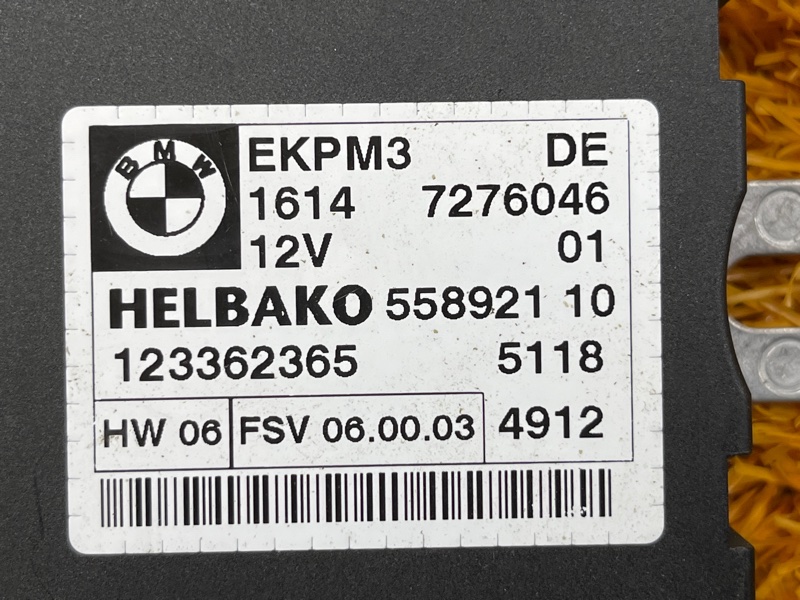 BMW
EKPM3 DE
1614 7276046
12V 01
HELBAKO 558921 10
123362365 5118
HW 06 FSV 06.00.03 4912